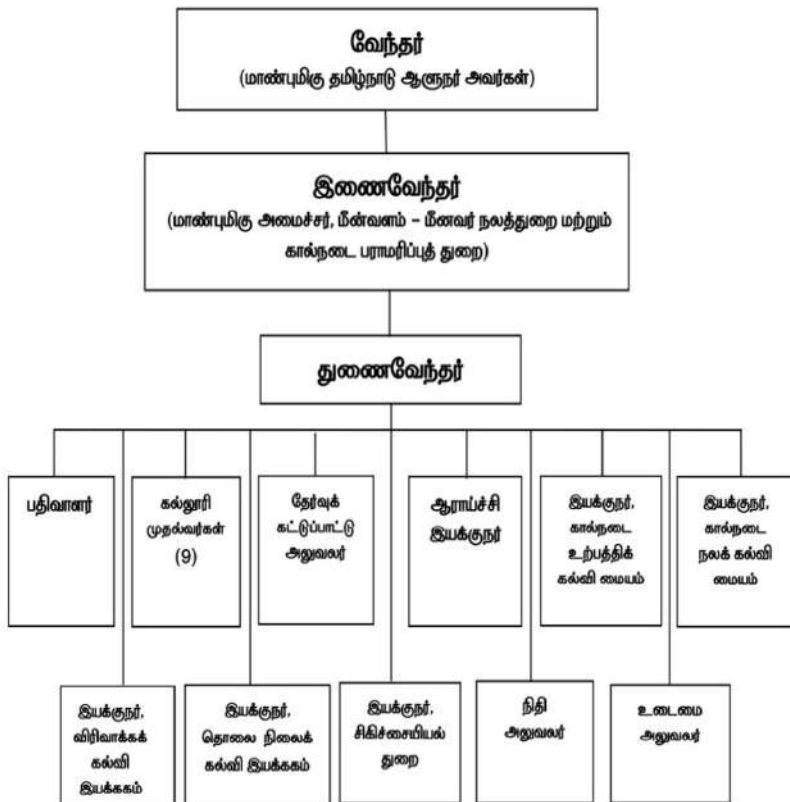 வேந்தர்
(மாண்புமிகு தமிழ்நாடு ஆளுநர் அவர்கள்)
இணைவேந்தர்
(மாண்புமிகு அமைச்சர், மீன்வளம் – மீனவர் நலத்துறை மற்றும்
கால்நடை பராமரிப்புத் துறை)
துணைவேந்தர்
பதிவாளர்
கல்லூரி
முதல்வர்கள்
(9)
தேர்வுக்
கட்டுப்பாட்டு
அலுவலர்
ஆராய்ச்சி
இயக்குநர்
இயக்குநர்,
கால்நடை
உற்பத்திக்
கல்வி மையம்
இயக்குநர்,
கால்நடை
நலக் கல்வி
மையம்
இயக்குநர்,
விரிவாக்கக்
கல்வி
இயக்ககம்
இயக்குநர்,
தொலை நிலைக்
கல்வி இயக்ககம்
இயக்குநர்,
சிகிச்சையியல்
துறை
நிதி
அலுவலர்
உடைமை
அலுவலர்